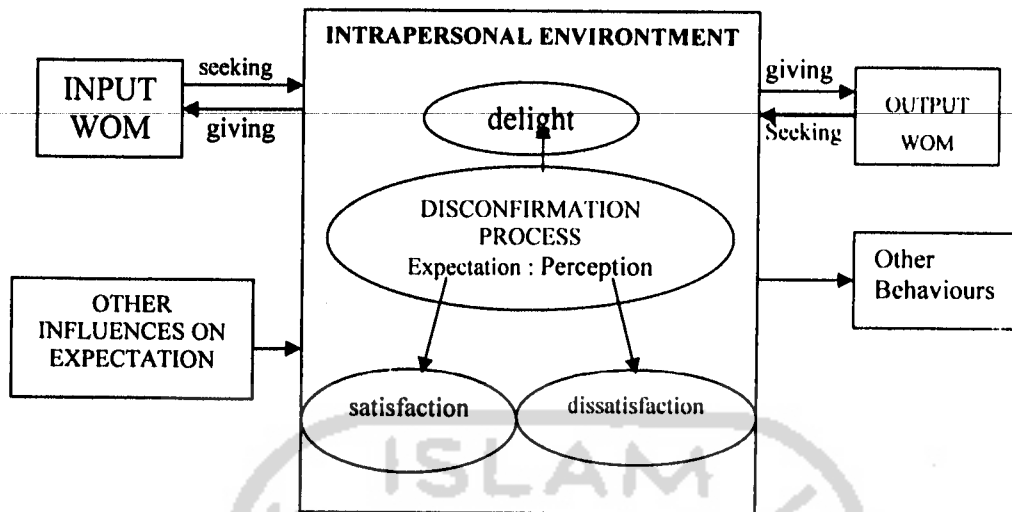 INTRAPERSONAL ENVIRONTMENT
INPUT
WOM
seeking
giving
delight
giving
Seeking
OUTPUT
WOM
DISCONFIRMATION
PROCESS
Expectation : Perception
OTHER
INFLUENCES ON
EXPECTATION
Other
Behaviours
satisfaction
dissatisfaction
ISLAM